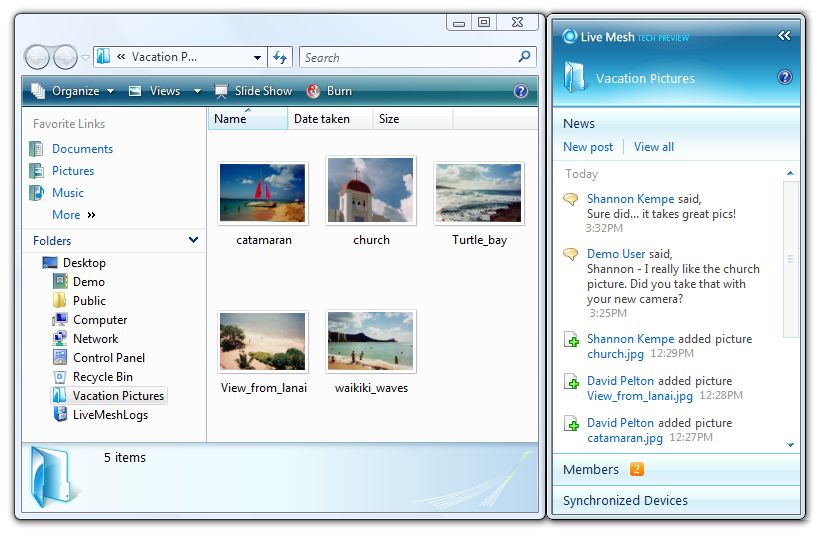 « Vacation P...
Search
Organize
Views
Slide Show
Burn
?
Favorite Links
Documents
Pictures
Music
More »
Folders
Desktop
Demo
Public
Computer
Network
Control Panel
Recycle Bin
Vacation Pictures
LiveMeshLogs
Name
Date taken
Size
catamaran
church
Turtle_bay
View_from_lanai
waikiki_waves
5 items
Live Mesh TECH PREVIEW
Vacation Pictures
?
News
New post
View all
Today
Shannon Kempe said,
Sure did... it takes great pics!
3:32PM
Demo User said,
Shannon - I really like the church
picture. Did you take that with
your new camera?
3:25PM
Shannon Kempe added picture
church.jpg 12:29PM
David Pelton added picture
View_from_lanai.jpg 12:28PM
David Pelton added picture
catamaran.jpg 12:27PM
Members 2
Synchronized Devices